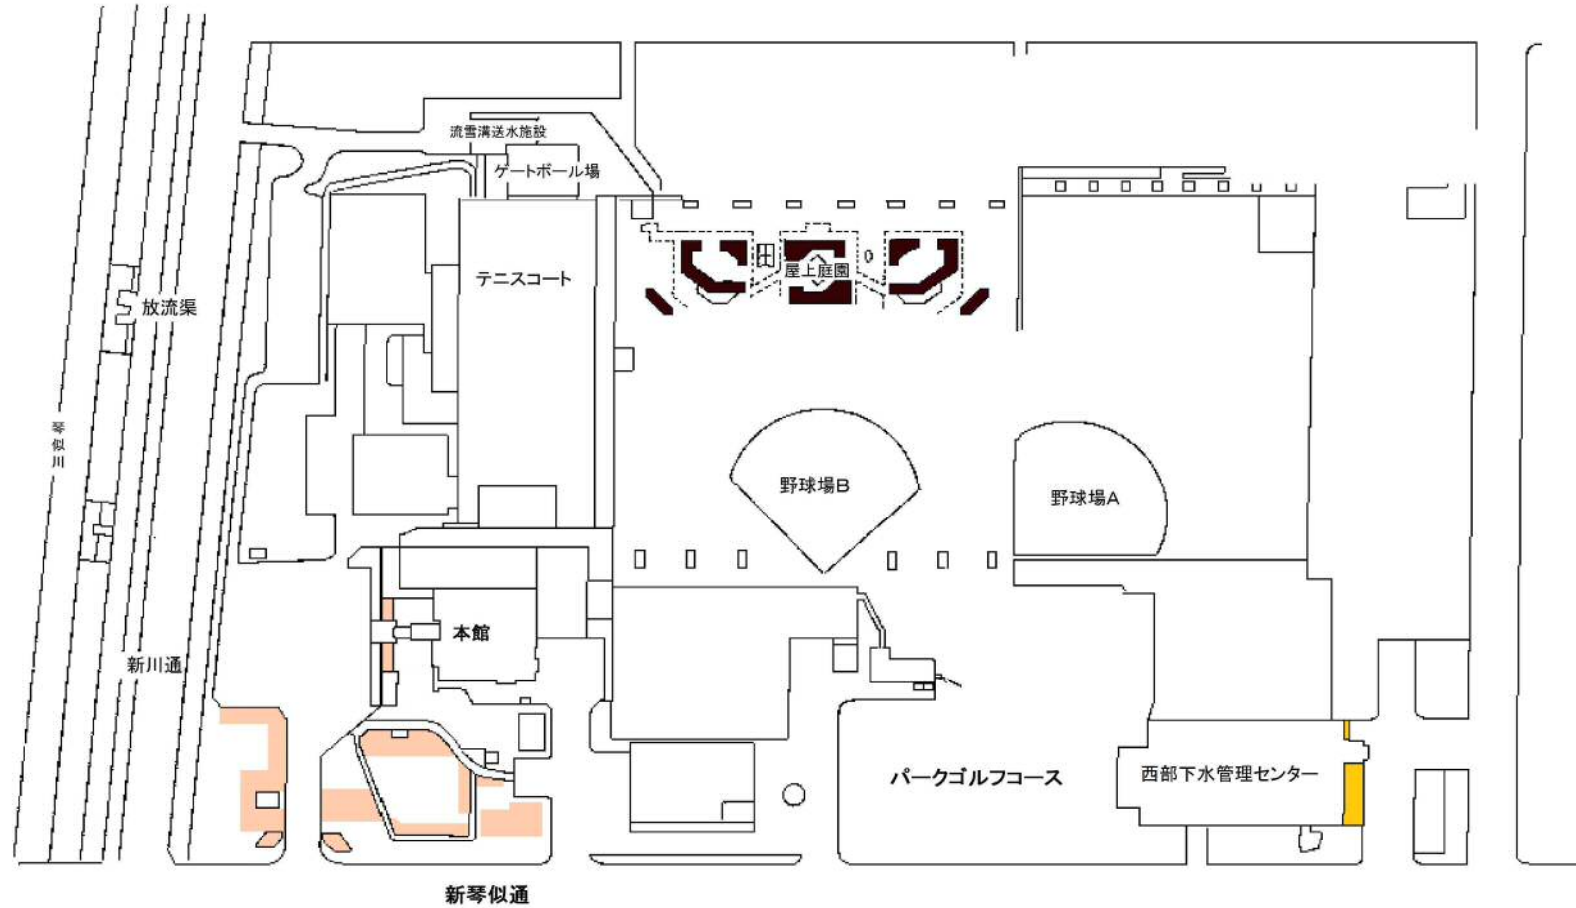 流雪溝送水施設
ゲートボール場
テニスコート
屋上庭園
放流渠
野球場B
野球場A
本館
新川通
パークゴルフコース
西部下水管理センター
新琴似通